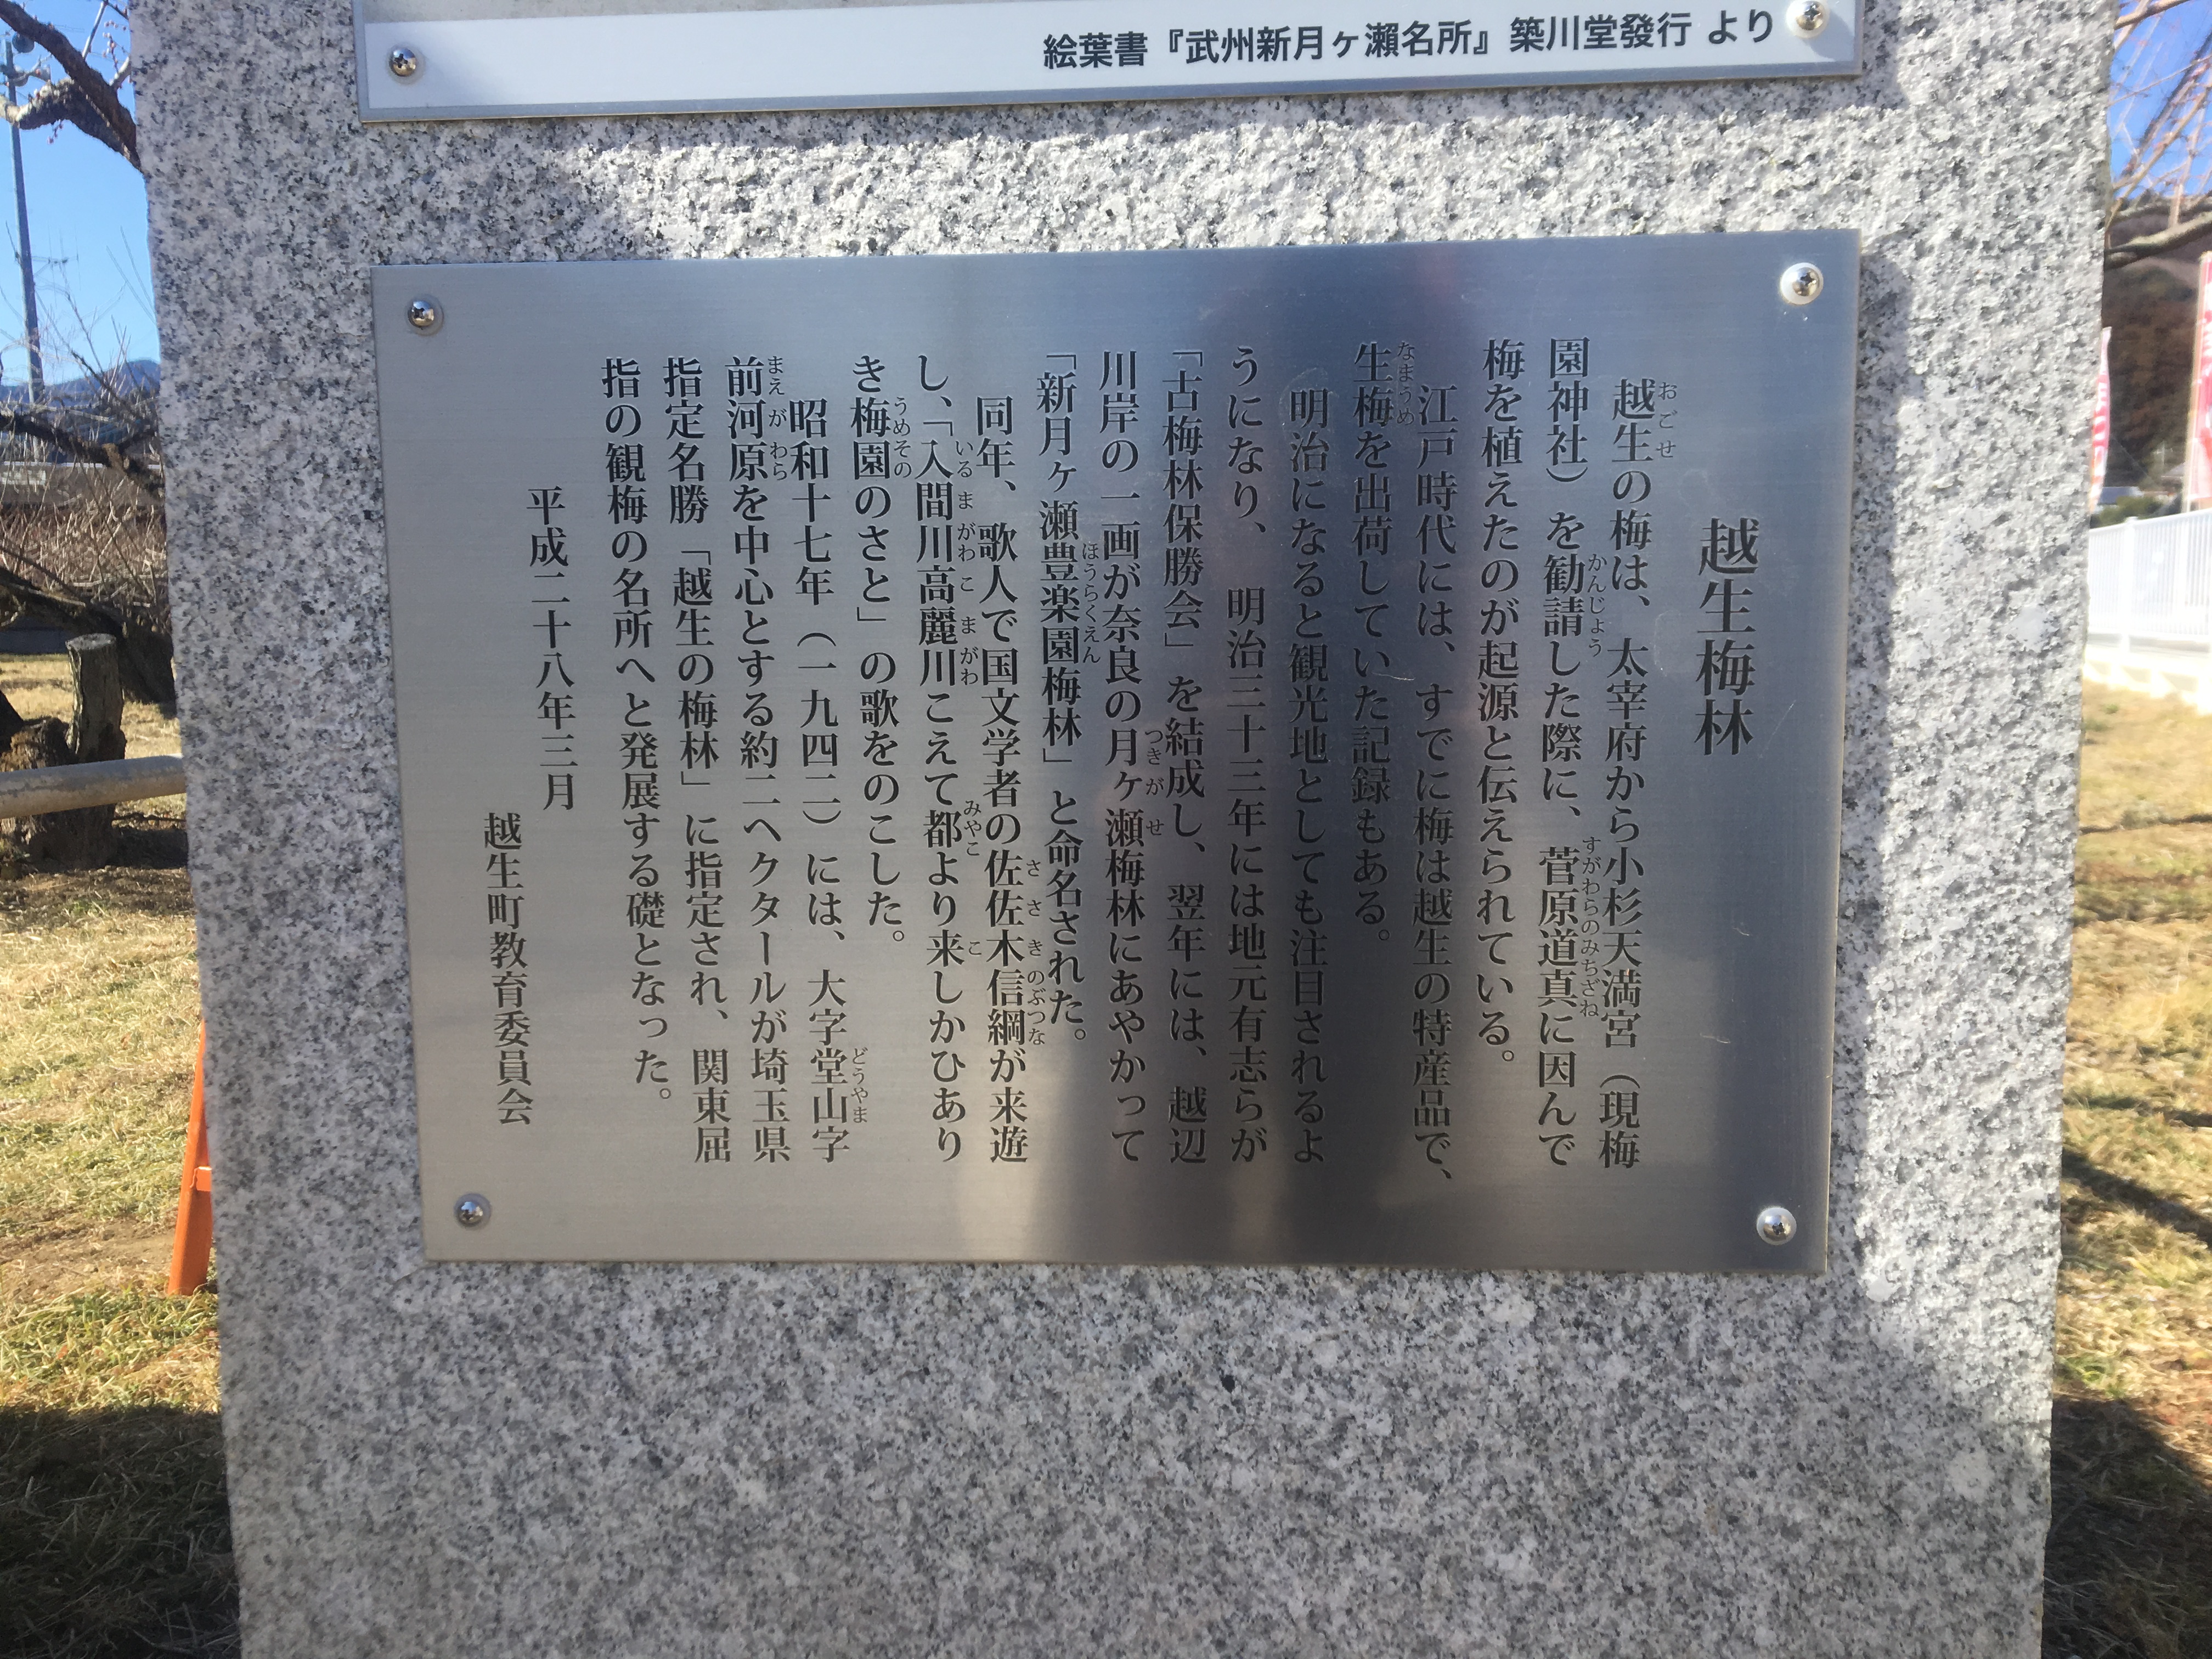 絵葉書『武州新月ヶ瀬名所』築川堂發行 より
越生梅林
越生の梅は、太宰府から小杉天満宮（現梅
園神社）を勧請した際に、菅原道真に因んで
梅を植えたのが起源と伝えられている。
江戸時代には、すでに梅は越生の特産品で、
生梅を出荷していた記録もある。
明治になると観光地としても注目されるよ
うになり、明治三十三年には地元有志らが
「古梅林保勝会」を結成し、翌年には、越辺
川岸の一画が奈良の月ヶ瀬梅林にあやかって
「新月ヶ瀬豊楽園梅林」と命名された。
同年、歌人で国文学者の佐佐木信綱が来遊
し、「入間川高麗川こえて都より来しかひあり
き梅園のさと」の歌をのこした。
昭和十七年（一九四二）には、大字堂山字
前河原を中心とする約二ヘクタールが埼玉県
指定名勝「越生の梅林」に指定され、関東屈
指の観梅の名所へと発展する礎となった。
平成二十八年三月
越生町教育委員会